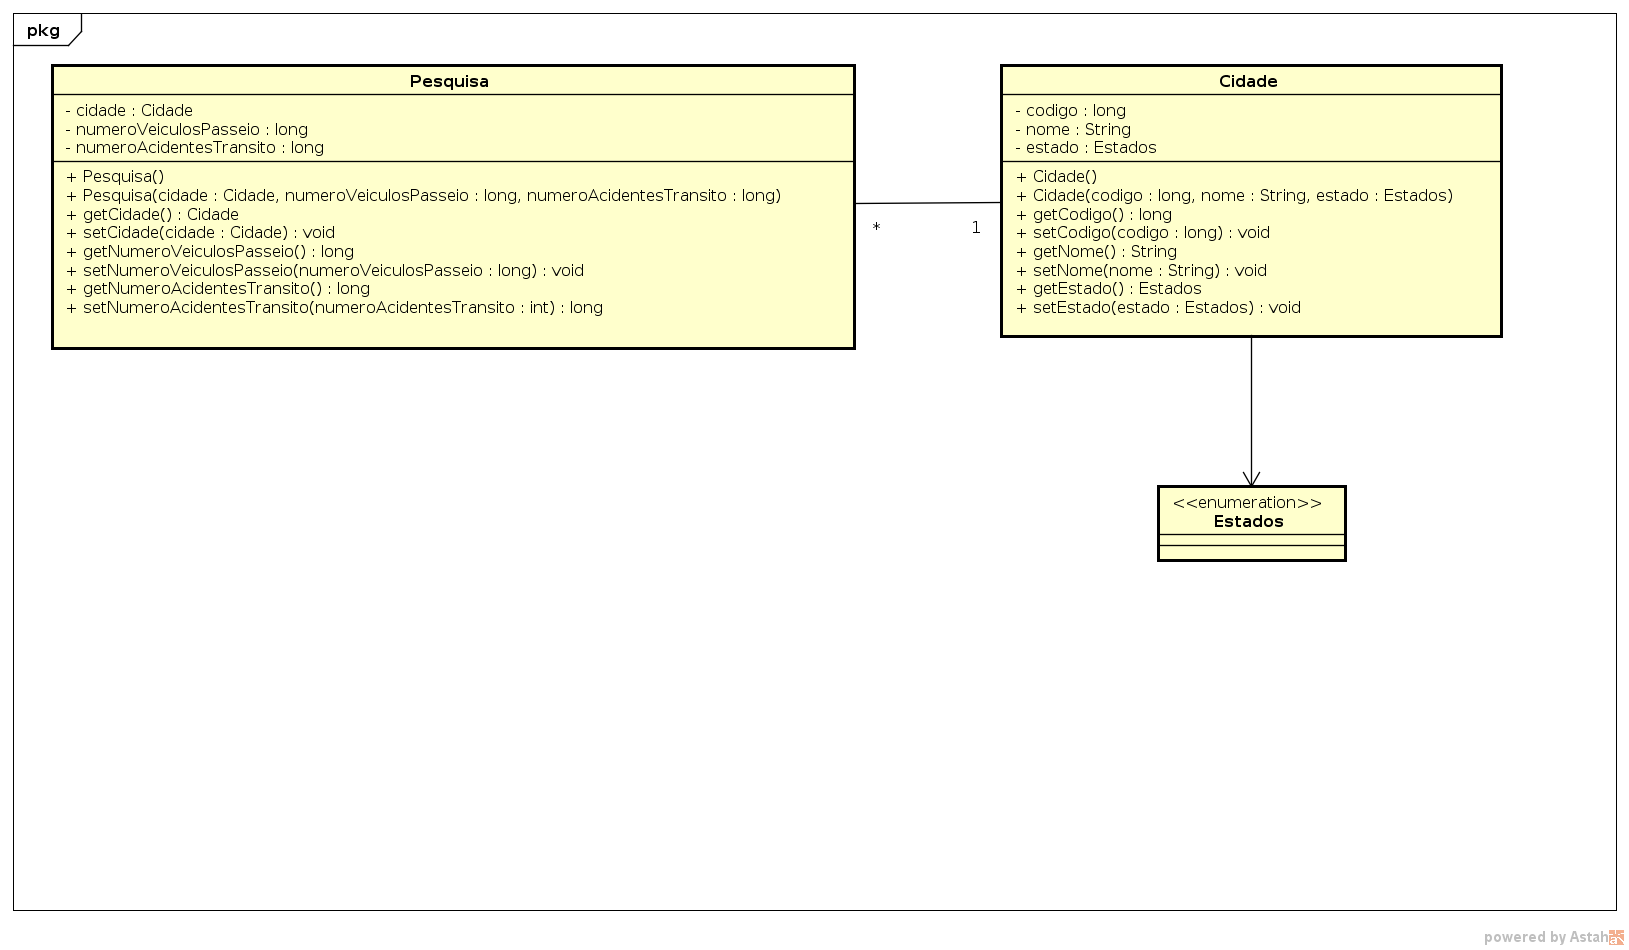 pkg
Pesquisa
- cidade : Cidade
- numeroVeiculosPasseio : long
- numeroAcidentesTransito : long
+ Pesquisa()
+ Pesquisa(cidade : Cidade, numeroVeiculosPasseio : long, numeroAcidentesTransito : long)
+ getCidade() : Cidade
+ setCidade(cidade : Cidade) : void
+ getNumeroVeiculosPasseio() : long
+ setNumeroVeiculosPasseio(numeroVeiculosPasseio : long) : void
+ getNumeroAcidentesTransito() : long
+ setNumeroAcidentesTransito(numeroAcidentesTransito : int) : long
* 1
Cidade
- codigo : long
- nome : String
- estado : Estados
+ Cidade()
+ Cidade(codigo : long, nome : String, estado : Estados)
+ getCodigo() : long
+ setCodigo(codigo : long) : void
+ getNome() : String
+ setNome(nome : String) : void
+ getEstado() : Estados
+ setEstado(estado : Estados) : void
<<enumeration>>
Estados
powered by Astah